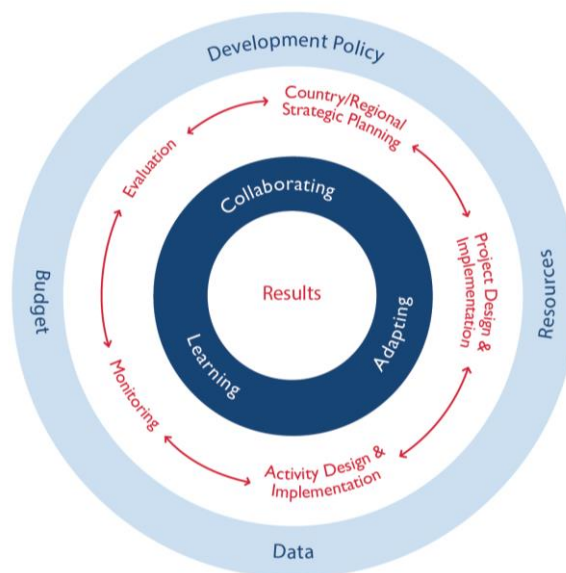 Development Policy
Country/Regional
Strategic Planning
Evaluation
Collaborating
Project Design &
Implementation
Budget
Results
Resources
Learning
Adapting
Monitoring
Activity Design &
Implementation
Data